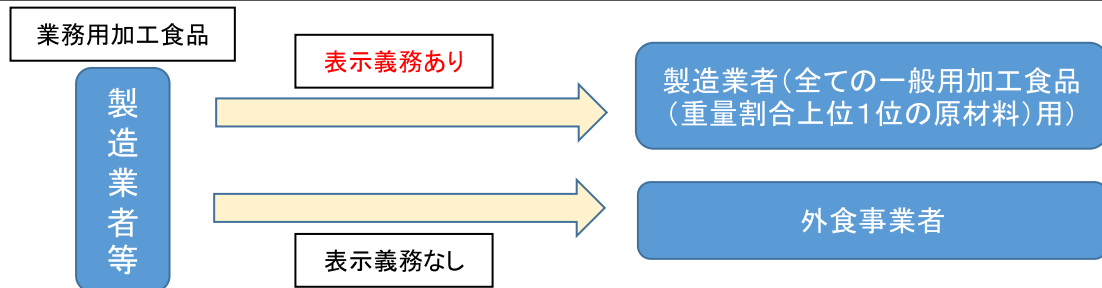 業務用加工食品
製造業者等
表示義務あり
製造業者（全ての一般用加工食品
（重量割合上位１位の原材料）用）
表示義務なし
外食事業者